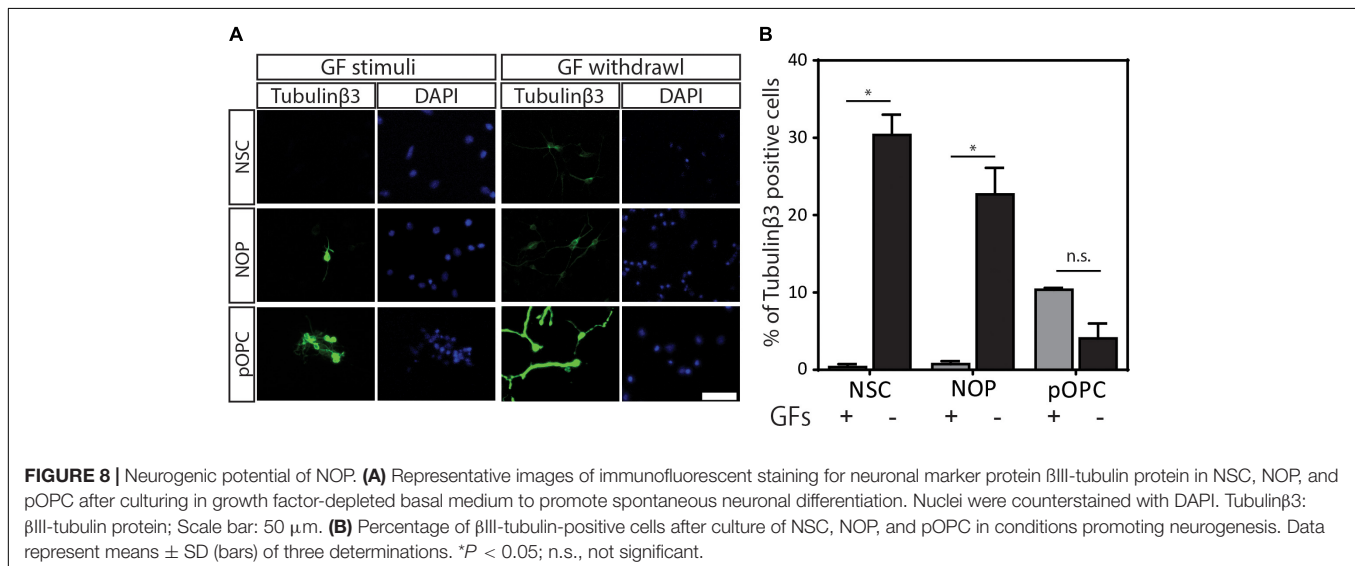 A
GF stimuli GF withdrawl
Tubulinβ3 DAPI Tubulinβ3 DAPI
NSC
NOP
pOPC
B
% of Tubulinβ3 positive cells
40
30
20
10
0
*
*
n.s.
NSC NOP pOPC
GFs + - + - + -
FIGURE 8 | Neurogenic potential of NOP. (A) Representative images of immunofluorescent staining for neuronal marker protein ßIII-tubulin protein in NSC, NOP, and
pOPC after culturing in growth factor-depleted basal medium to promote spontaneous neuronal differentiation. Nuclei were counterstained with DAPI. Tubulinβ3:
βIII-tubulin protein; Scale bar: 50 μm. (B) Percentage of βIII-tubulin-positive cells after culture of NSC, NOP, and pOPC in conditions promoting neurogenesis. Data
represent means ± SD (bars) of three determinations. *P < 0.05; n.s., not significant.